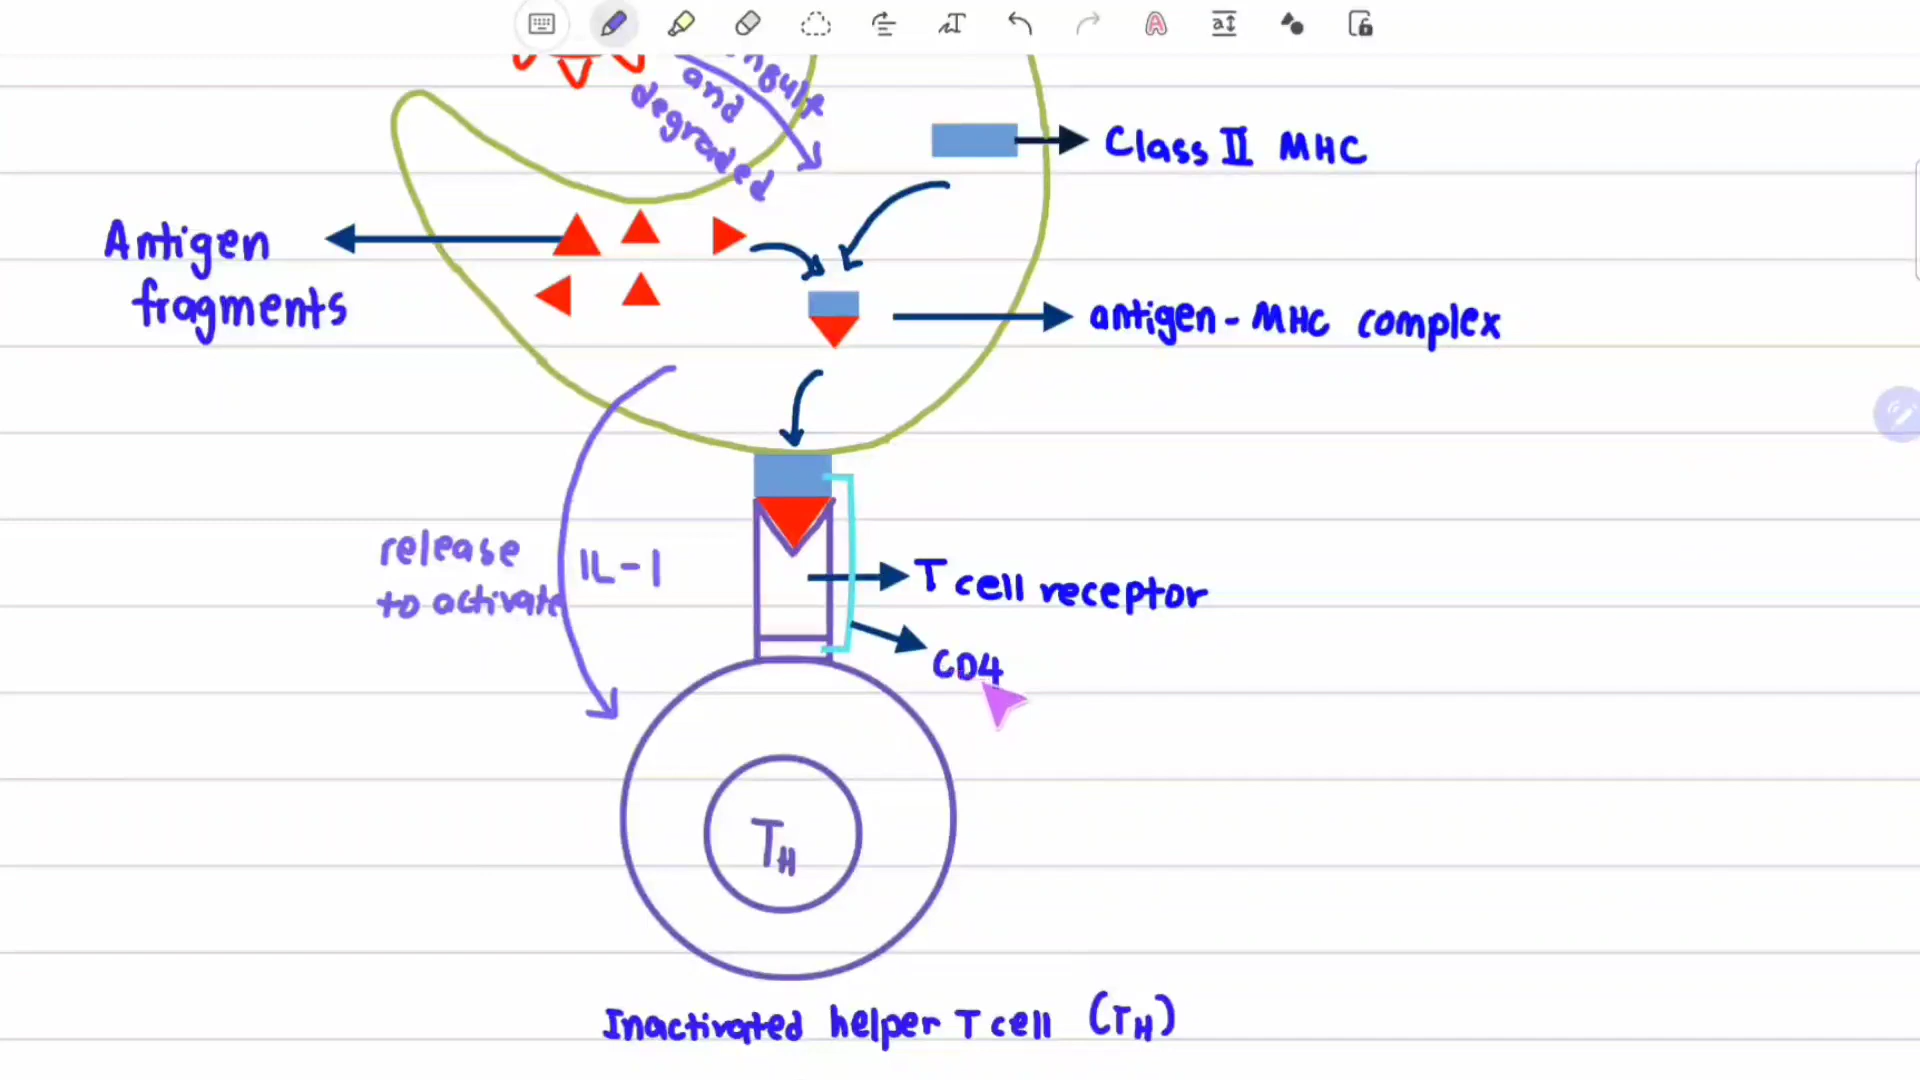 and
degraded
Class II MHC
Antigen
fragments
antigen-MHC complex
release
to activate
IL-1
T cell receptor
CD4
TH
Inactivated helper T cell (TH)